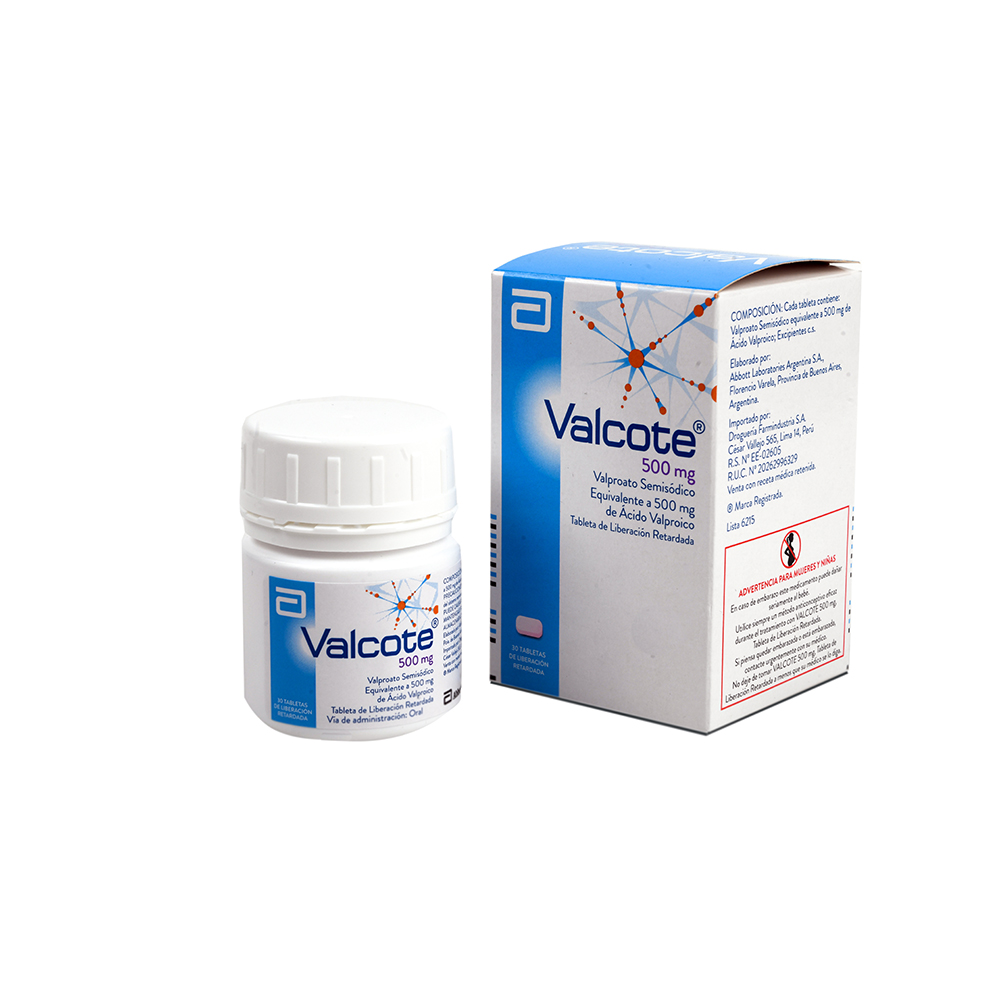 Valcote®
Valcote®
500 mg
Valproato Semisódico
Equivalente a 500 mg
de Ácido Valproico
Tableta de Liberación Retardada
30 TABLETAS
DE LIBERACIÓN
RETARDADA
COMPOSICIÓN: Cada tableta contiene:
Valproato Semisódico equivalente a 500 mg de
Ácido Valproico; Excipientes c.s.
Elaborado por:
Abbott Laboratories Argentina S.A.,
Florencio Varela, Provincia de Buenos Aires,
Argentina.
Importado por:
Droguería Farmindustria S.A.
César Vallejo 565, Lima 14, Perú
R.S. N° EE-02605
R.U.C. N° 20262996329
Venta con receta médica retenida.
® Marca Registrada.
Lista 6215
ADVERTENCIA PARA MUJERES Y NIÑAS
En caso de embarazo este medicamento puede dañar
seriamente al bebé.
Utilice siempre un método anticonceptivo eficaz
durante el tratamiento con VALCOTE 500 mg,
Tableta de Liberación Retardada.
Si piensa quedar embarazada o está embarazada,
contacte urgentemente con su médico.
No deje de tomar VALCOTE 500 mg, Tableta de
Liberación Retardada a menos que su médico se lo diga.
Valcote®
500 mg
Valproato Semisódico
Equivalente a 500 mg
de Ácido Valproico
Tableta de Liberación Retardada
Vía de administración: Oral
30 TABLETAS
DE LIBERACIÓN
RETARDADA